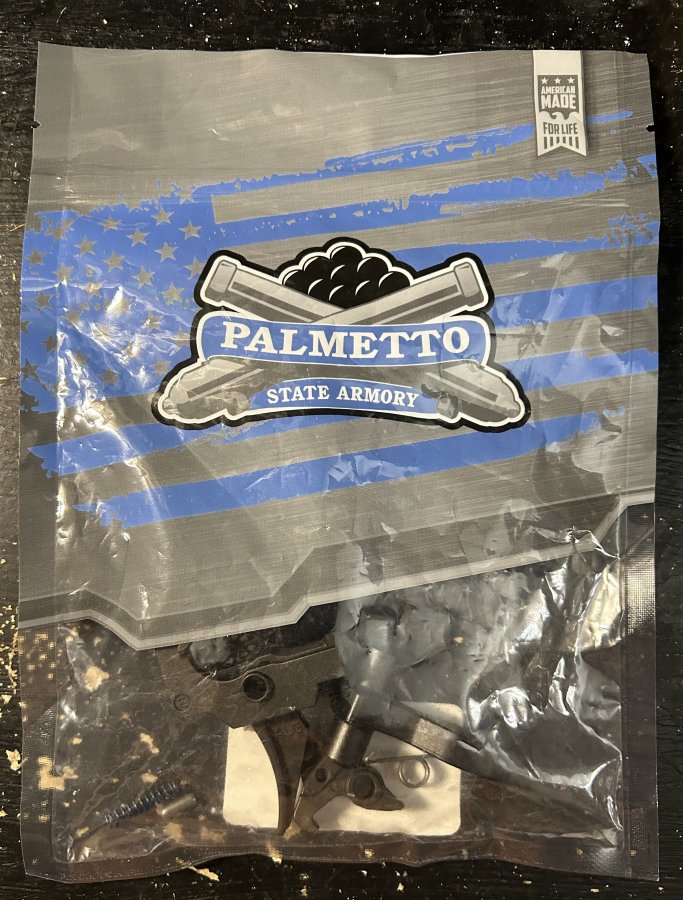 AMERICAN
MADE
FOR LIFE
PALMETTO
STATE ARMORY